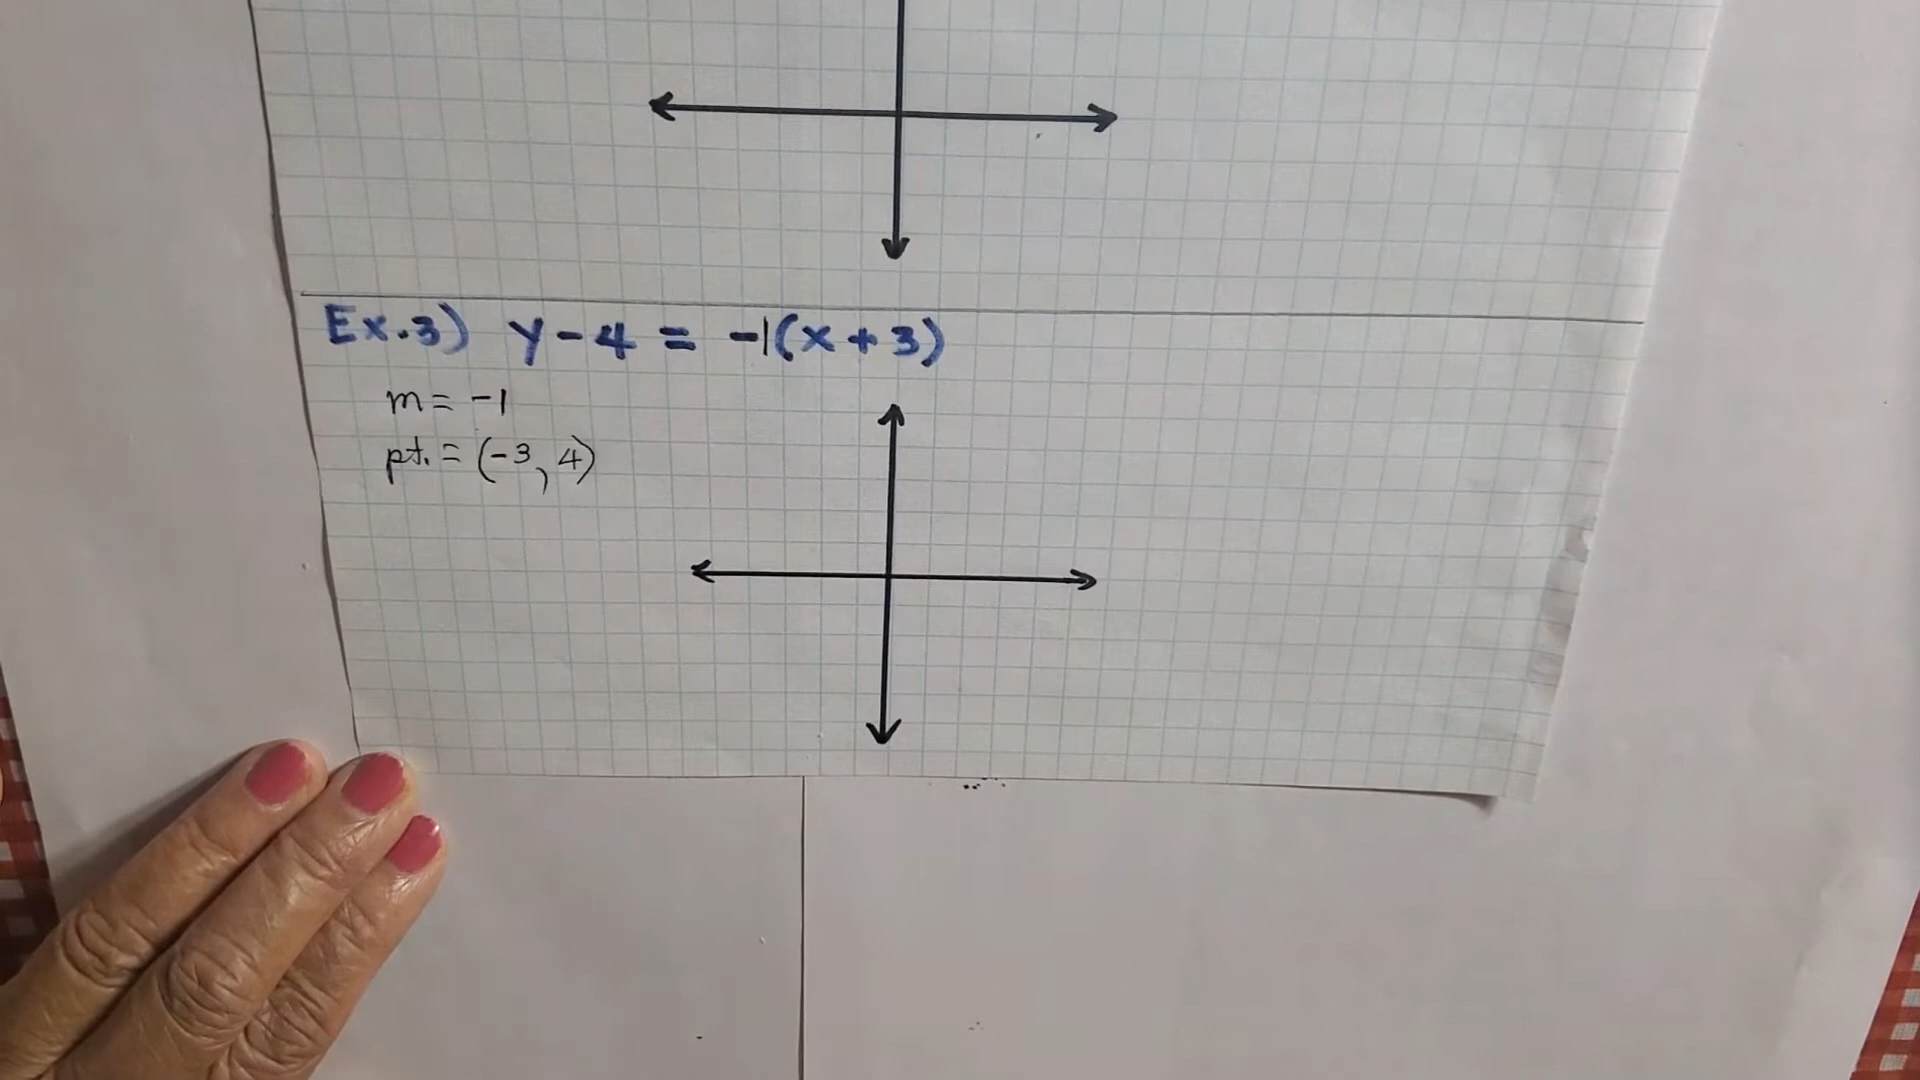 Ex.3) y-4 = -1(x+3)
m = -1
pt. = (-3, 4)